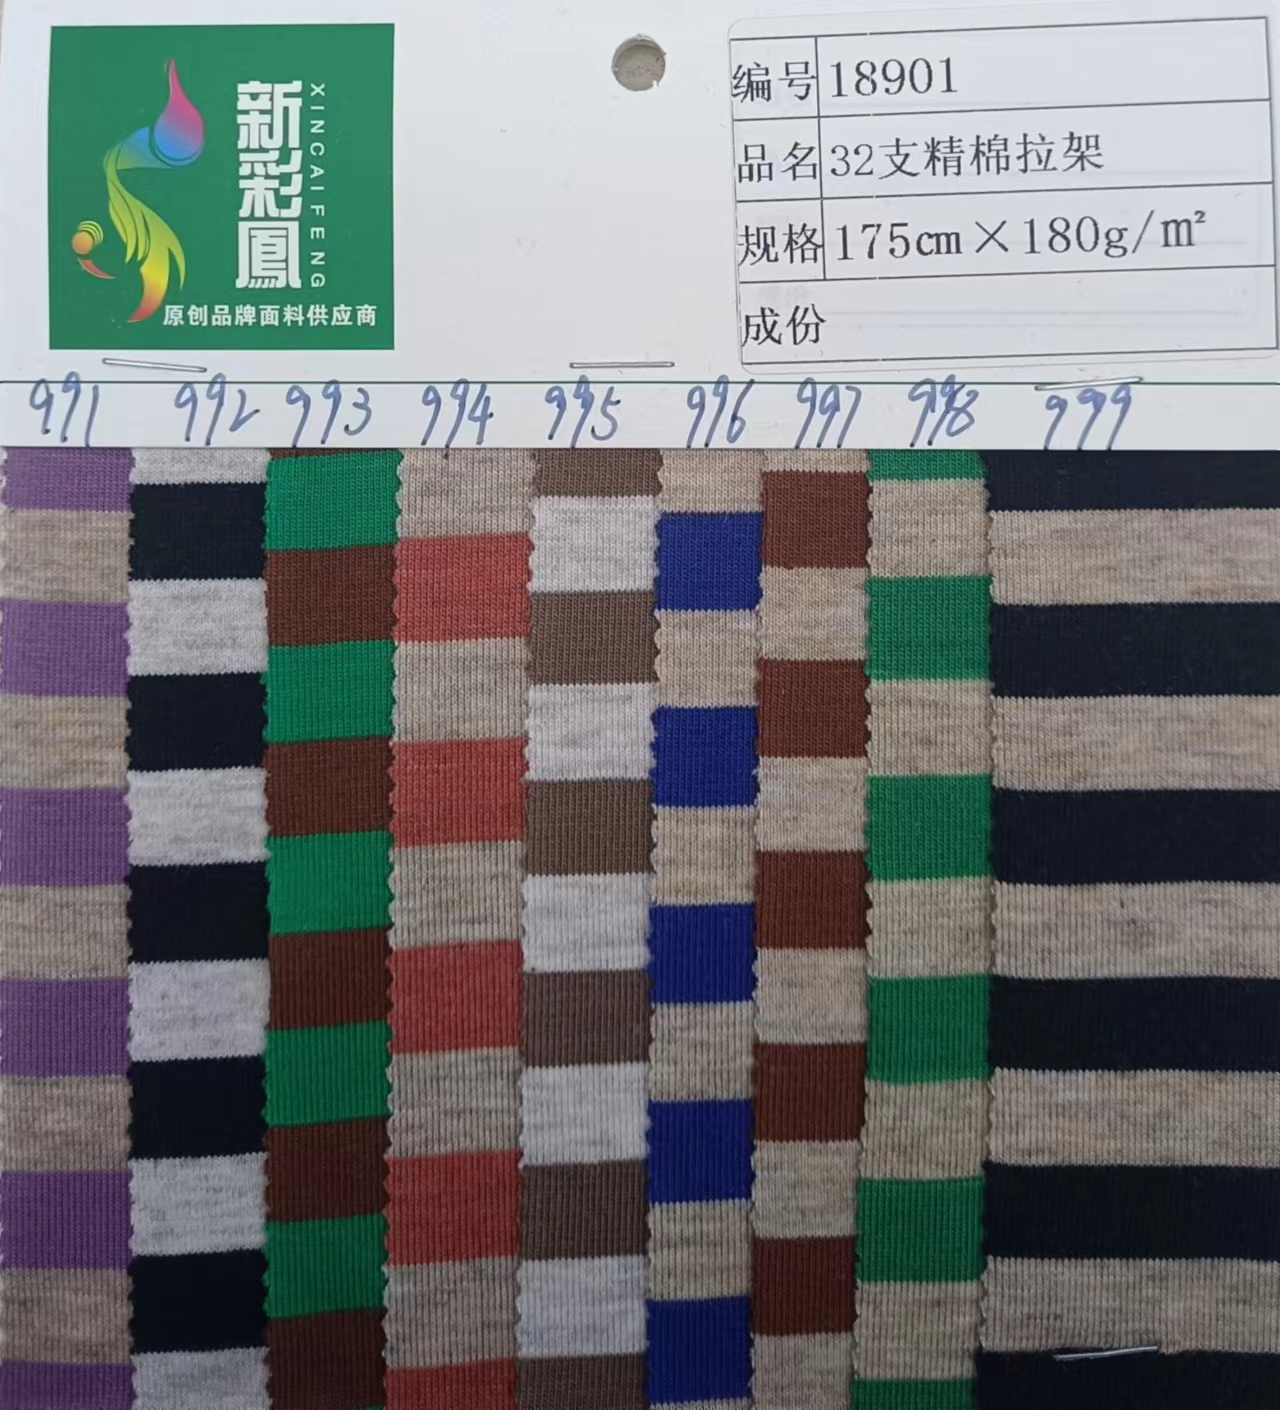 新彩鳳
XINCAIFENG
原创品牌面料供应商
编号 18901
品名 32支精棉拉架
规格 175cm×180g/m²
成份
991 992 993 994 995 996 997 998 999